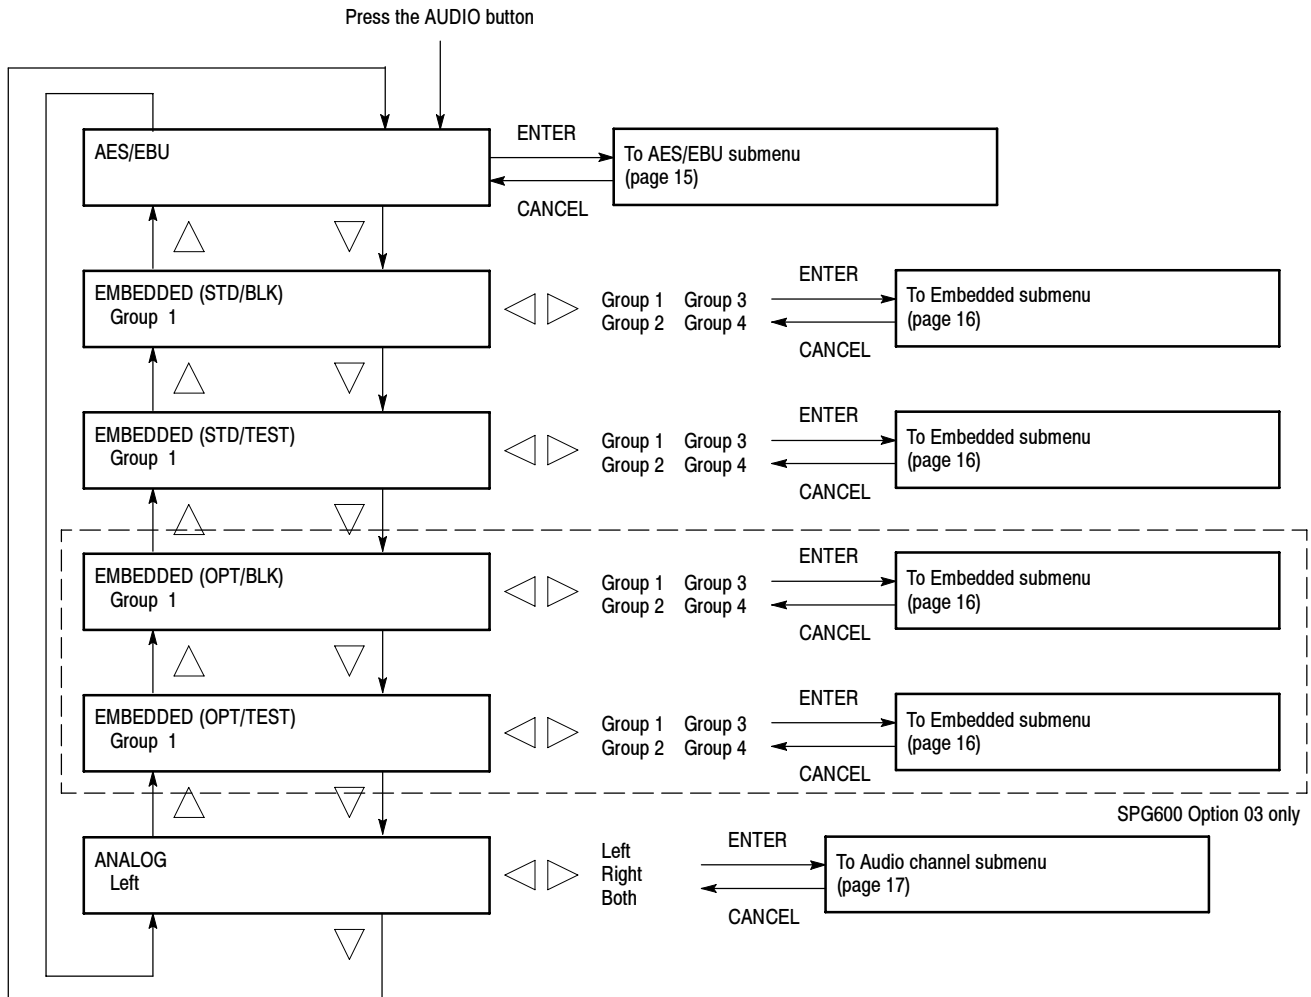 Press the AUDIO button
AES/EBU
ENTER
CANCEL
To AES/EBU submenu
(page 15)
EMBEDDED (STD/BLK)
Group 1
Group 1 Group 3
Group 2 Group 4
ENTER
CANCEL
To Embedded submenu
(page 16)
EMBEDDED (STD/TEST)
Group 1
Group 1 Group 3
Group 2 Group 4
ENTER
CANCEL
To Embedded submenu
(page 16)
EMBEDDED (OPT/BLK)
Group 1
Group 1 Group 3
Group 2 Group 4
ENTER
CANCEL
To Embedded submenu
(page 16)
EMBEDDED (OPT/TEST)
Group 1
Group 1 Group 3
Group 2 Group 4
ENTER
CANCEL
To Embedded submenu
(page 16)
SPG600 Option 03 only
ANALOG
Left
Left
Right
Both
ENTER
CANCEL
To Audio channel submenu
(page 17)